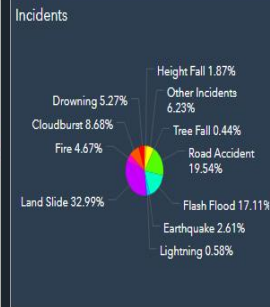 Incidents
Height Fall 1.87%
Other Incidents
6.23%
Tree Fall 0.44%
Road Accident
19.54%
Flash Flood 17.11%
Earthquake 2.61%
Lightning 0.58%
Land Slide 32.99%
Fire 4.67%
Cloudburst 8.68%
Drowning 5.27%